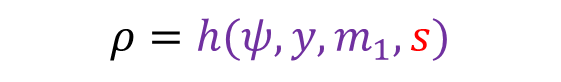 ρ = h(ψ, y, m₁, s)